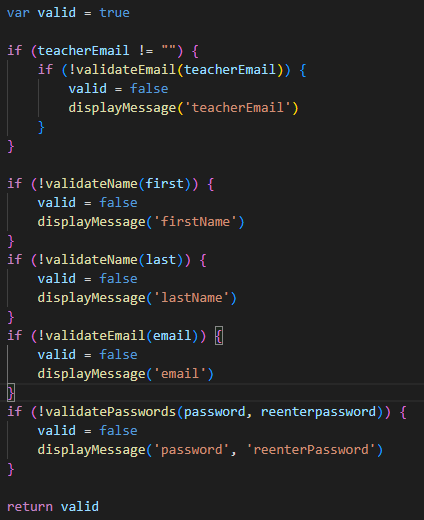 var valid = true
if (teacherEmail != "") {
if (!validateEmail(teacherEmail)) {
valid = false
displayMessage('teacherEmail')
}
}
if (!validateName(first)) {
valid = false
displayMessage('firstName')
}
if (!validateName(last)) {
valid = false
displayMessage('lastName')
}
if (!validateEmail(email)) {
valid = false
displayMessage('email')
}
if (!validatePasswords(password, reenterpassword)) {
valid = false
displayMessage('password', 'reenterPassword')
}
return valid